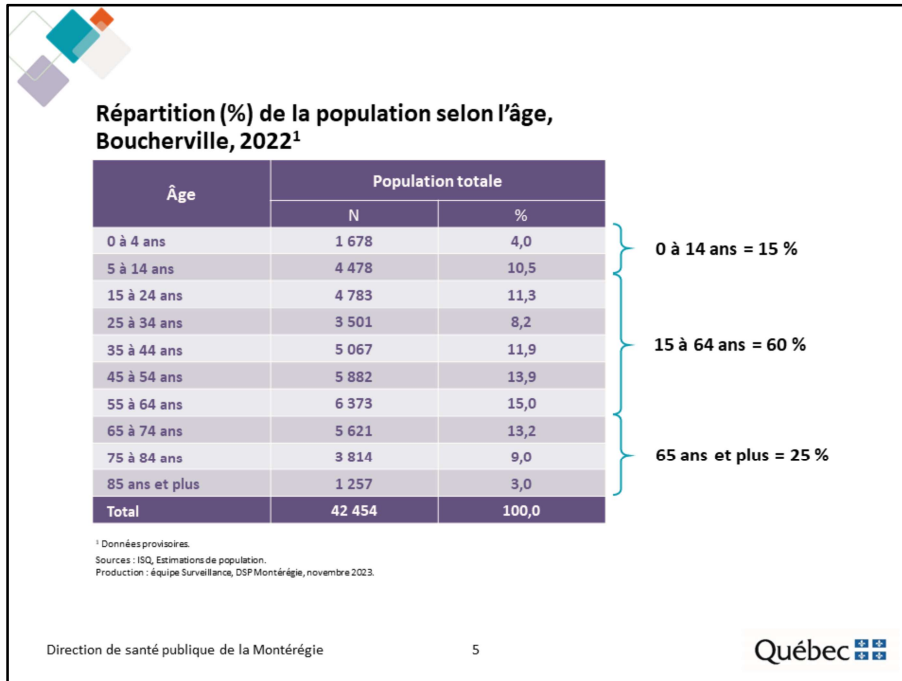 Répartition (%) de la population selon l’âge,
Boucherville, 2022¹
Âge Population totale
N %
0 à 4 ans 1 678 4,0
5 à 14 ans 4 478 10,5
15 à 24 ans 4 783 11,3
25 à 34 ans 3 501 8,2
35 à 44 ans 5 067 11,9
45 à 54 ans 5 882 13,9
55 à 64 ans 6 373 15,0
65 à 74 ans 5 621 13,2
75 à 84 ans 3 814 9,0
85 ans et plus 1 257 3,0
Total 42 454 100,0
0 à 14 ans = 15 %
15 à 64 ans = 60 %
65 ans et plus = 25 %
¹ Données provisoires.
Sources : ISQ, Estimations de population.
Production : équipe Surveillance, DSP Montérégie, novembre 2023.
Direction de santé publique de la Montérégie 5 Québec